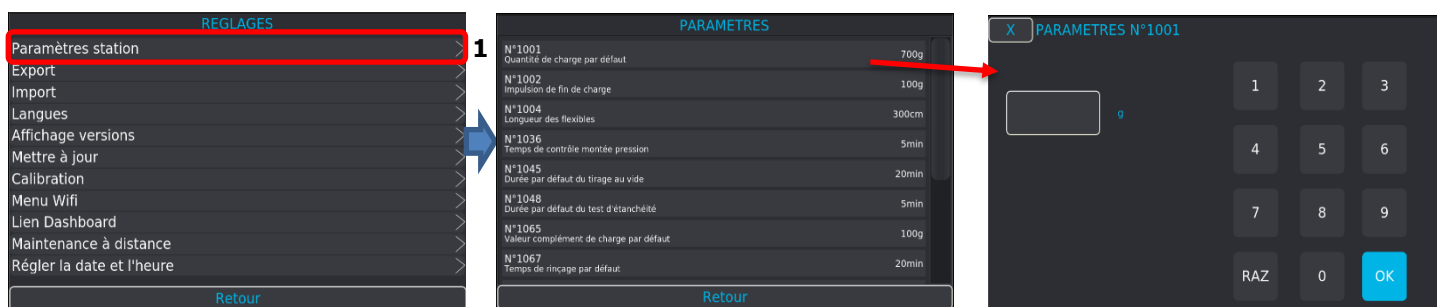 REGLAGES
Paramètres station
1
Export
Import
Langues
Affichage versions
Mettre à jour
Calibration
Menu Wifi
Lien Dashboard
Maintenance à distance
Régler la date et l'heure
Retour
PARAMETRES
N°1001
Quantité de charge par défaut
700g
N°1002
Impulsion de fin de charge
100g
N°1004
Longueur des flexibles
300cm
N°1036
Temps de contrôle montée pression
5min
N°1045
Durée par défaut du tirage au vide
20min
N°1048
Durée par défaut du test d'étanchéité
5min
N°1065
Valeur complément de charge par défaut
100g
N°1067
Temps de rinçage par défaut
20min
Retour
X PARAMETRES N°1001
g
1 2 3
4 5 6
7 8 9
RAZ 0 OK